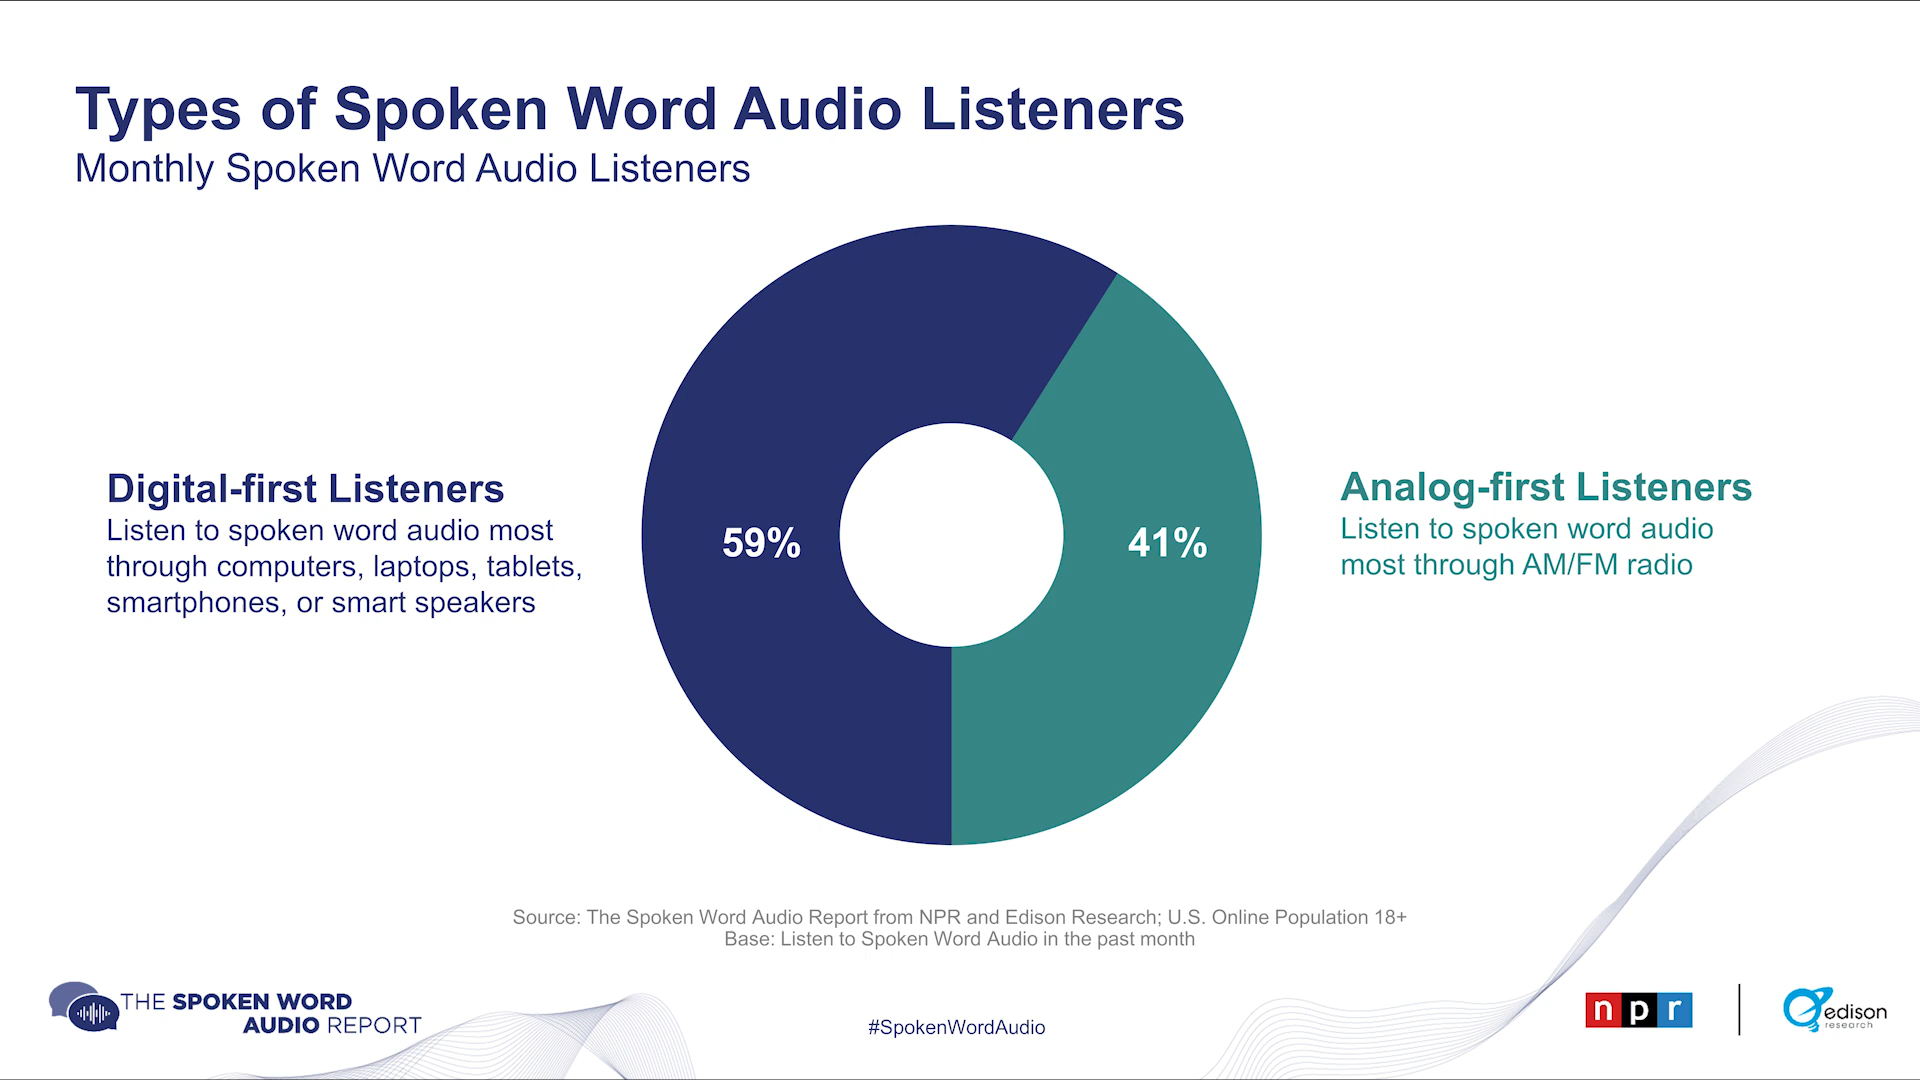 Types of Spoken Word Audio Listeners
Monthly Spoken Word Audio Listeners
Digital-first Listeners
Listen to spoken word audio most
through computers, laptops, tablets,
smartphones, or smart speakers
59%
41%
Analog-first Listeners
Listen to spoken word audio
most through AM/FM radio
Source: The Spoken Word Audio Report from NPR and Edison Research; U.S. Online Population 18+
Base: Listen to Spoken Word Audio in the past month
THE SPOKEN WORD
AUDIO REPORT
#SpokenWordAudio
npr
edison
research